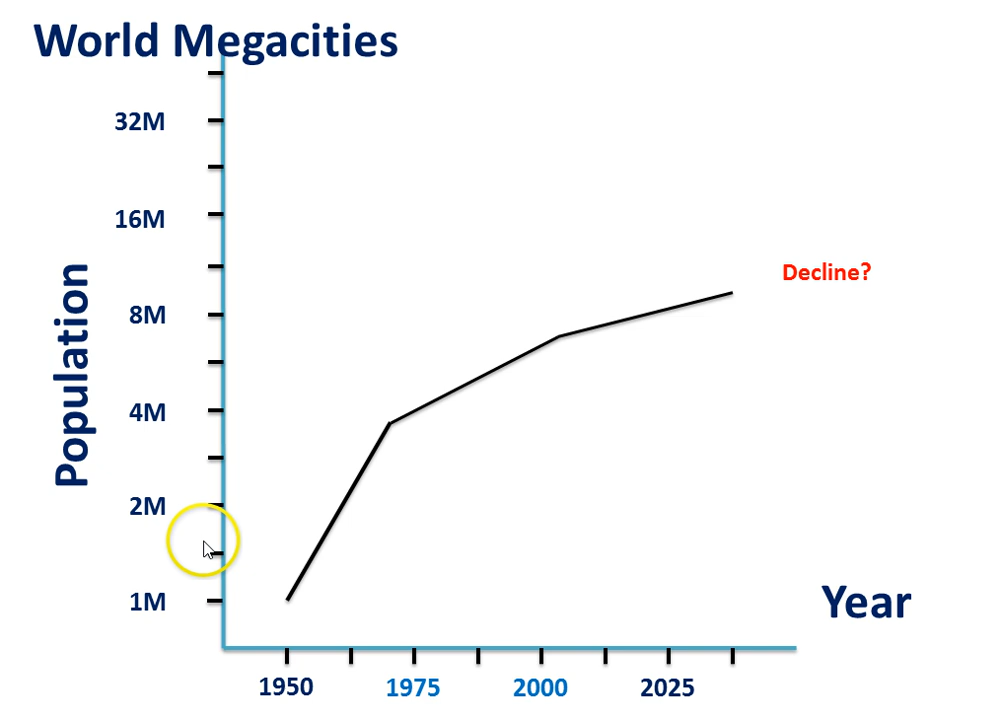 World Megacities
32M
16M
8M
4M
2M
1M
Population
Decline?
Year
1950 1975 2000 2025